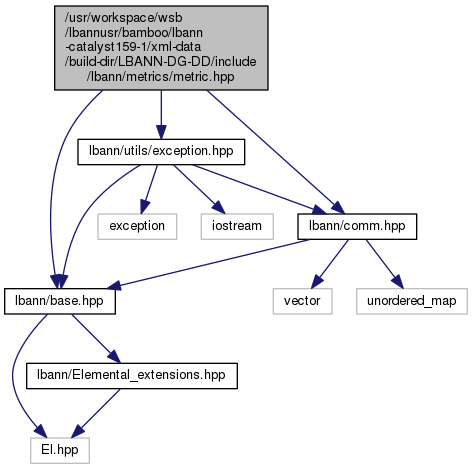 /usr/workspace/wsb
/lbannusr/bamboo/lbann
-catalyst159-1/xml-data
/build-dir/LBANN-DG-DD/include
/lbann/metrics/metric.hpp
lbann/utils/exception.hpp
exception
iostream
lbann/comm.hpp
lbann/base.hpp
vector
unordered_map
lbann/Elemental_extensions.hpp
El.hpp